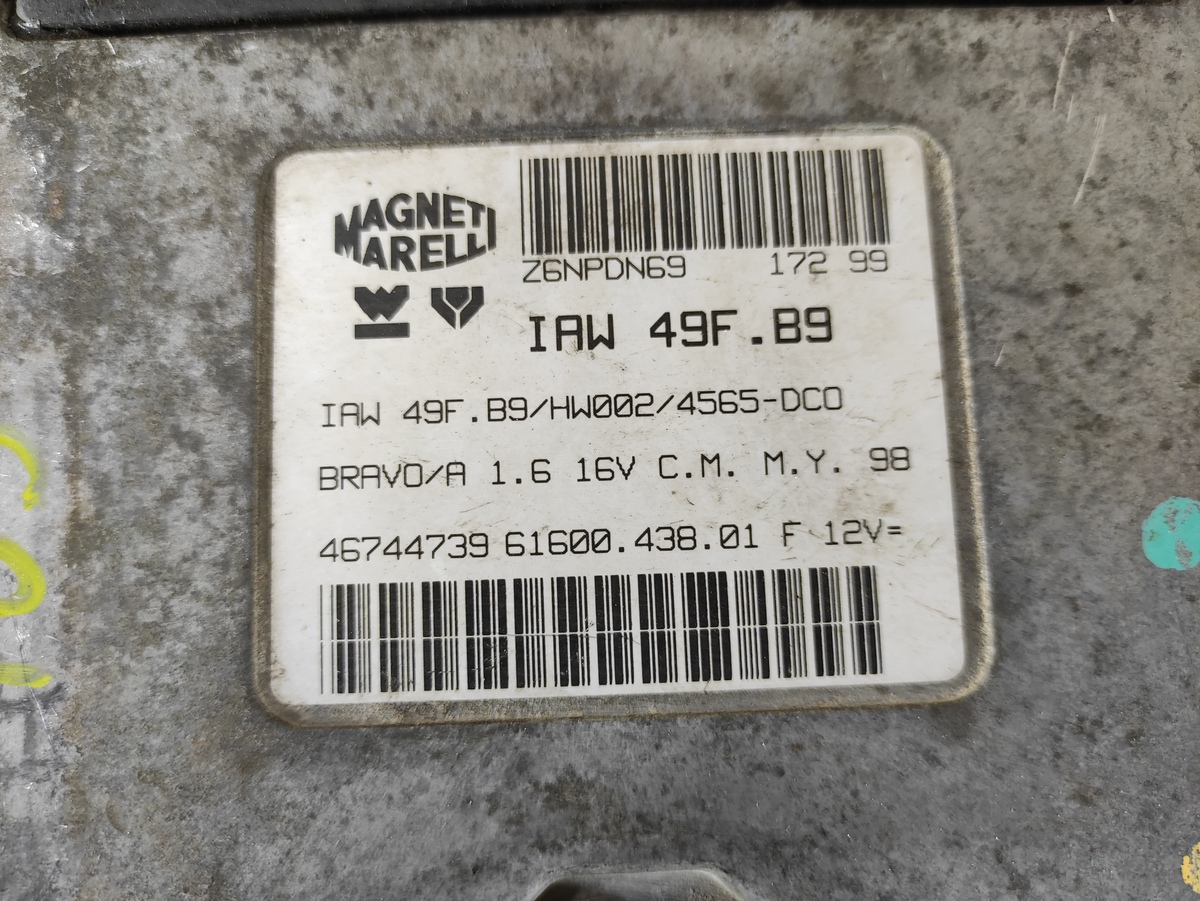 MAGNETI
MARELLI
Z6NPDN69 172 99
IAW 49F.B9
IAW 49F.B9/HW002/4565-DCO
BRAVO/A 1.6 16V C.M. M.Y. 98
46744739 61600.438.01 F 12V=